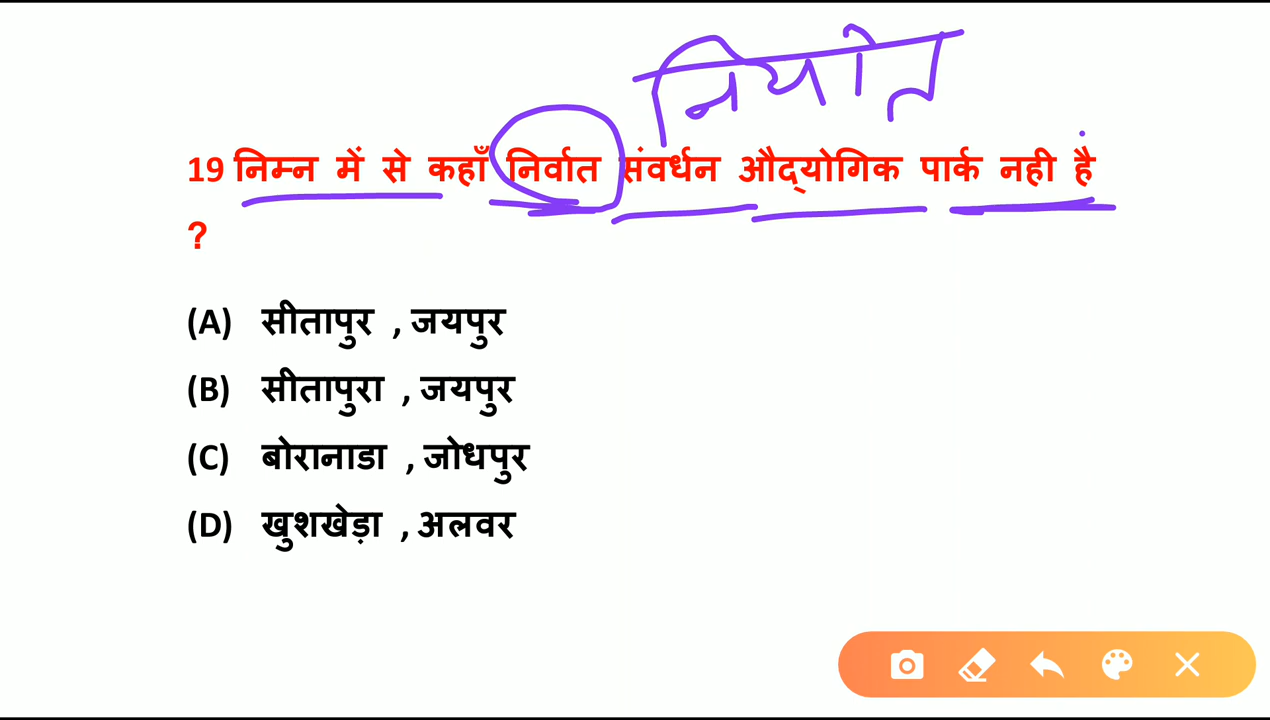 निर्यात
19 निम्न में से कहाँ निर्वात संवर्धन औद्योगिक पार्क नही है
?
(A) सीतापुर , जयपुर
(B) सीतापुरा , जयपुर
(C) बोरानाडा , जोधपुर
(D) खुशखेड़ा , अलवर